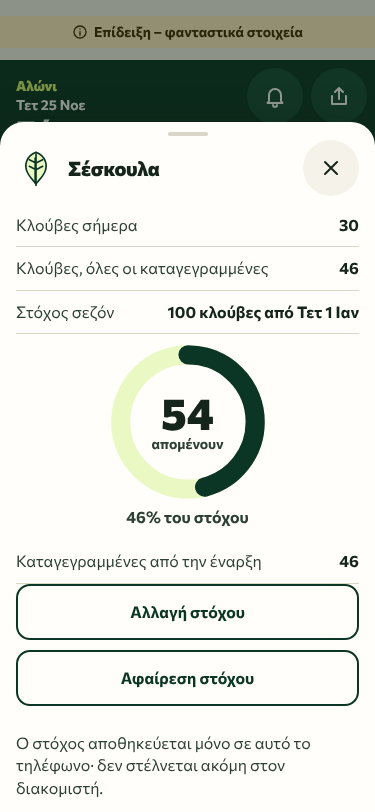 Επίδειξη – φανταστικά στοιχεία
Αλώνι
Τετ 25 Νοε
Σέσκουλα
Κλούβες σήμερα 30
Κλούβες, όλες οι καταγεγραμμένες 46
Στόχος σεζόν 100 κλούβες από Τετ 1 Ιαν
54
απομένουν
46% του στόχου
Καταγεγραμμένες από την έναρξη 46
Αλλαγή στόχου
Αφαίρεση στόχου
Ο στόχος αποθηκεύεται μόνο σε αυτό το
τηλέφωνο· δεν στέλνεται ακόμη στον
διακομιστή.